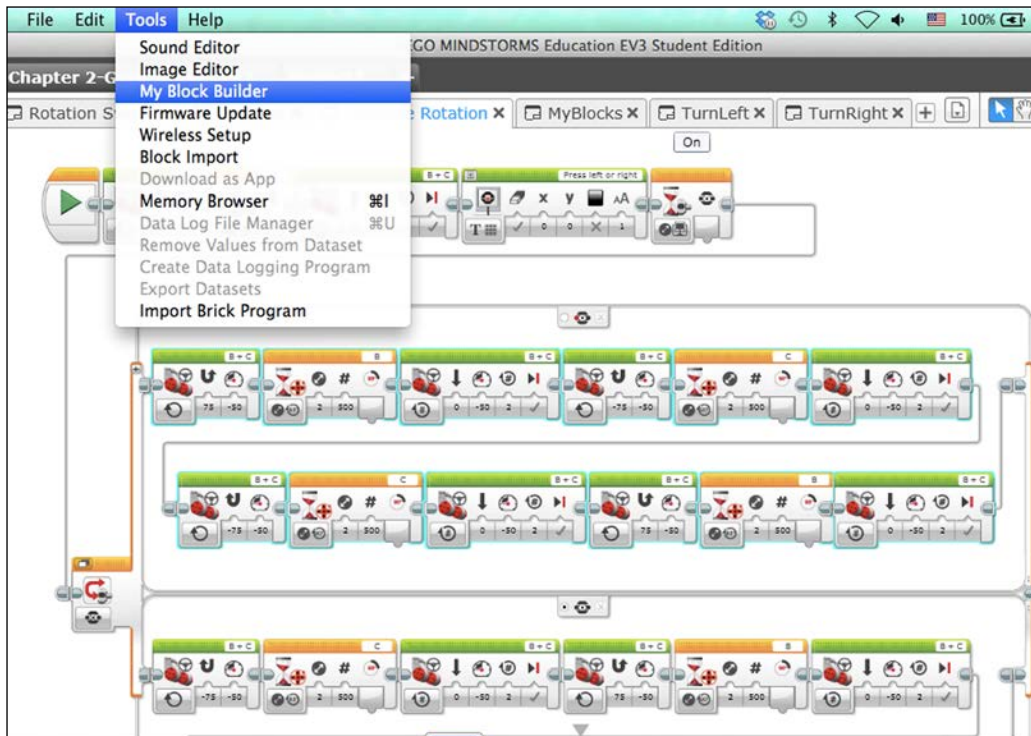 File Edit Tools Help 100%
GO MINDSTORMS Education EV3 Student Edition
Sound Editor
Image Editor
My Block Builder
Firmware Update
Wireless Setup
Block Import
Download as App
Memory Browser ⌘I
Data Log File Manager ⌘U
Remove Values from Dataset
Create Data Logging Program
Export Datasets
Import Brick Program
Chapter 2-G
Rotation S
Rotation MyBlocks TurnLeft TurnRight
On
B + C Press left or right
x y AA
T 0 0 1
B + C B B + C B + C C B + C
# #
75 -50 2 500 0 -50 2 -75 -50 2 500 0 -50 2
B + C C B + C B + C B B + C
# #
-75 -50 2 500 0 -50 2 75 -50 2 500 0 -50 2
B + C C B + C B + C B B + C
# #
-75 -50 2 500 0 -50 2 75 -50 2 500 0 -50 2